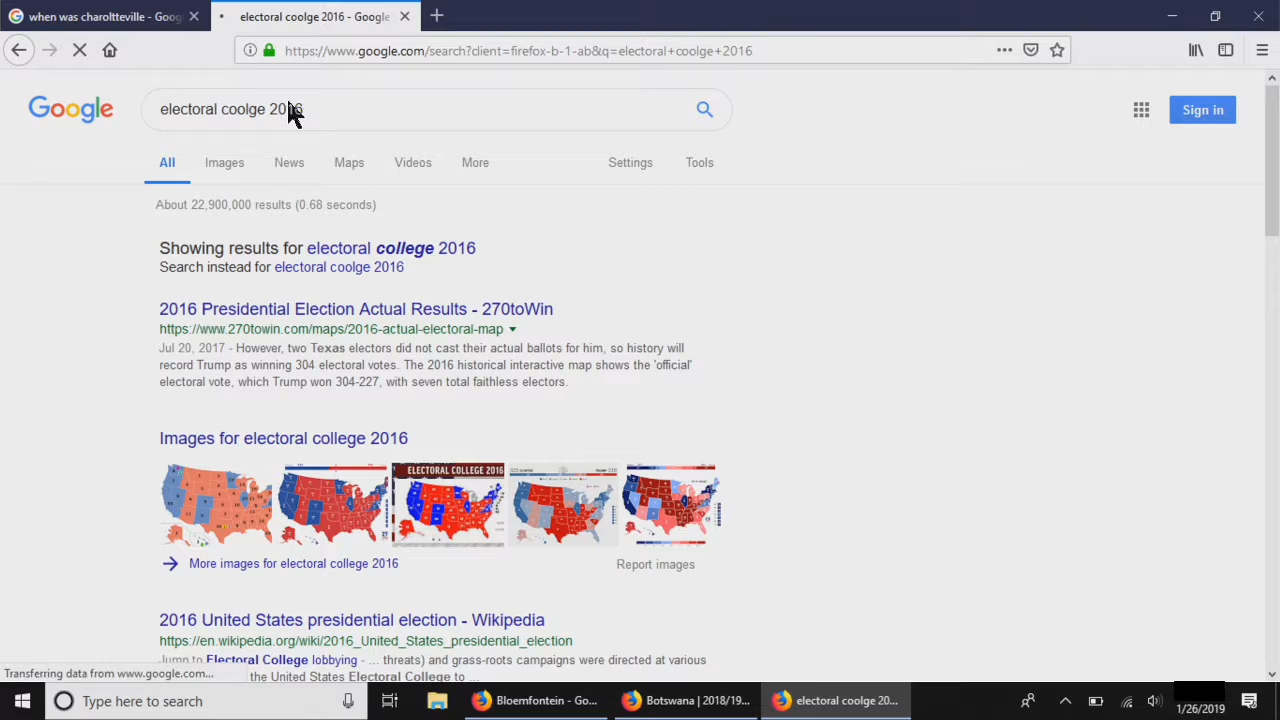 when was charoltteville - Goog
electoral coolge 2016 - Google
https://www.google.com/search?client=firefox-b-1-ab&q=electoral+coolge+2016
Google
electoral coolge 2016
Sign in
All Images News Maps Videos More Settings Tools
About 22,900,000 results (0.68 seconds)
Showing results for electoral college 2016
Search instead for electoral coolge 2016
2016 Presidential Election Actual Results - 270toWin
https://www.270towin.com/maps/2016-actual-electoral-map
Jul 20, 2017 - However, two Texas electors did not cast their actual ballots for him, so history will
record Trump as winning 304 electoral votes. The 2016 historical interactive map shows the 'official'
electoral vote, which Trump won 304-227, with seven total faithless electors.
Images for electoral college 2016
ELECTORAL COLLEGE 2016
More images for electoral college 2016
Report images
2016 United States presidential election - Wikipedia
https://en.wikipedia.org/wiki/2016_United_States_presidential_election
Jump to Electoral College lobbying - ... threats) and grass-roots campaigns were directed at various
the United States Electoral College to ...
Transferring data from www.google.com...
Type here to search
Bloemfontein - Go...
Botswana | 2018/19...
electoral coolge 20...
1/26/2019